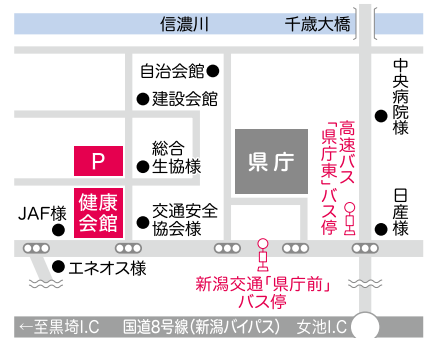 信濃川
千歳大橋
自治会館
建設会館
中央病院様
P
総合
生協様
県庁
高速バス
「県庁東」バス停
健康
会館
JAF様
交通安全
協会様
日産様
エネオス様
新潟交通「県庁前」
バス停
←至黒埼I.C
国道8号線(新潟バイパス)
女池I.C